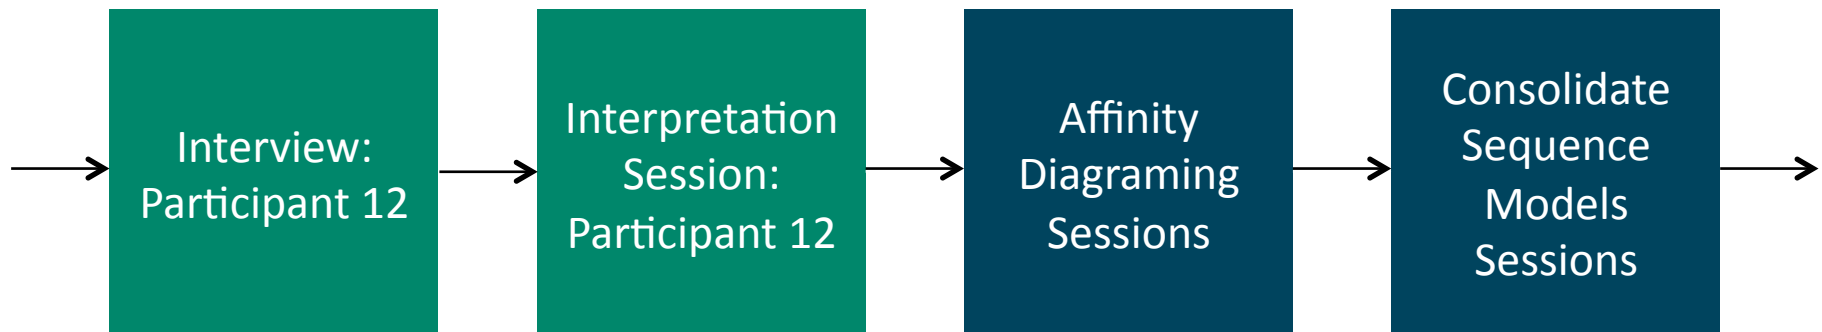 Interview:
Participant 12
Interpretation
Session:
Participant 12
Affinity
Diagraming
Sessions
Consolidate
Sequence
Models
Sessions